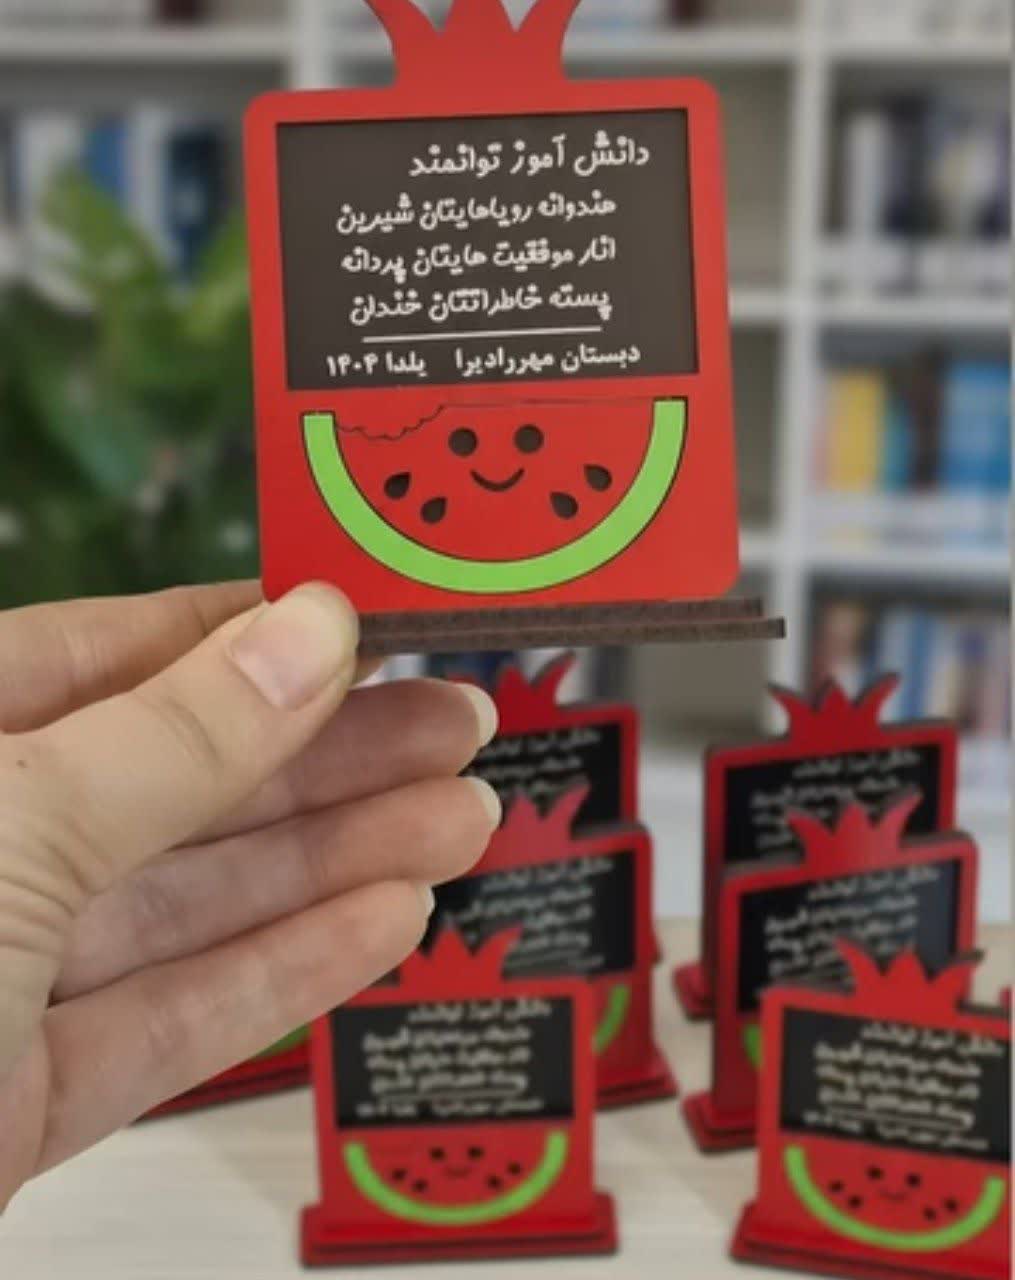 دانش آموز توانمند
هندوانه رویاهایتان شیرین
انار موفقیت هایتان پردانه
پسته خاطراتتان خندان
دبستان مهررادیرا یلدا ۱۴۰۴